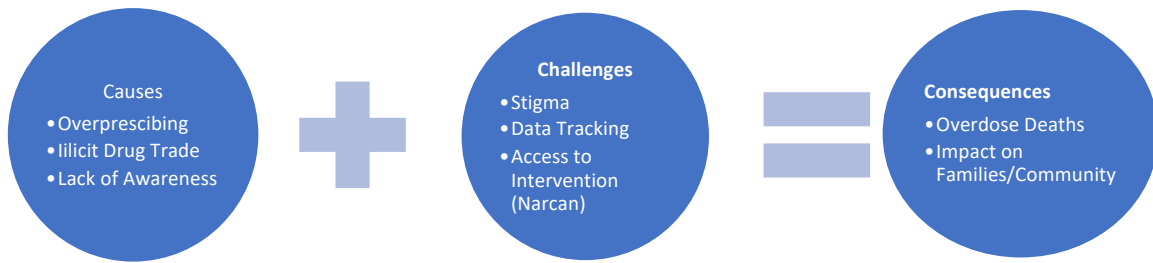 Causes
•Overprescibing
•Iilicit Drug Trade
•Lack of Awareness
Challenges
•Stigma
•Data Tracking
•Access to
Intervention
(Narcan)
Consequences
•Overdose Deaths
•Impact on
Families/Community